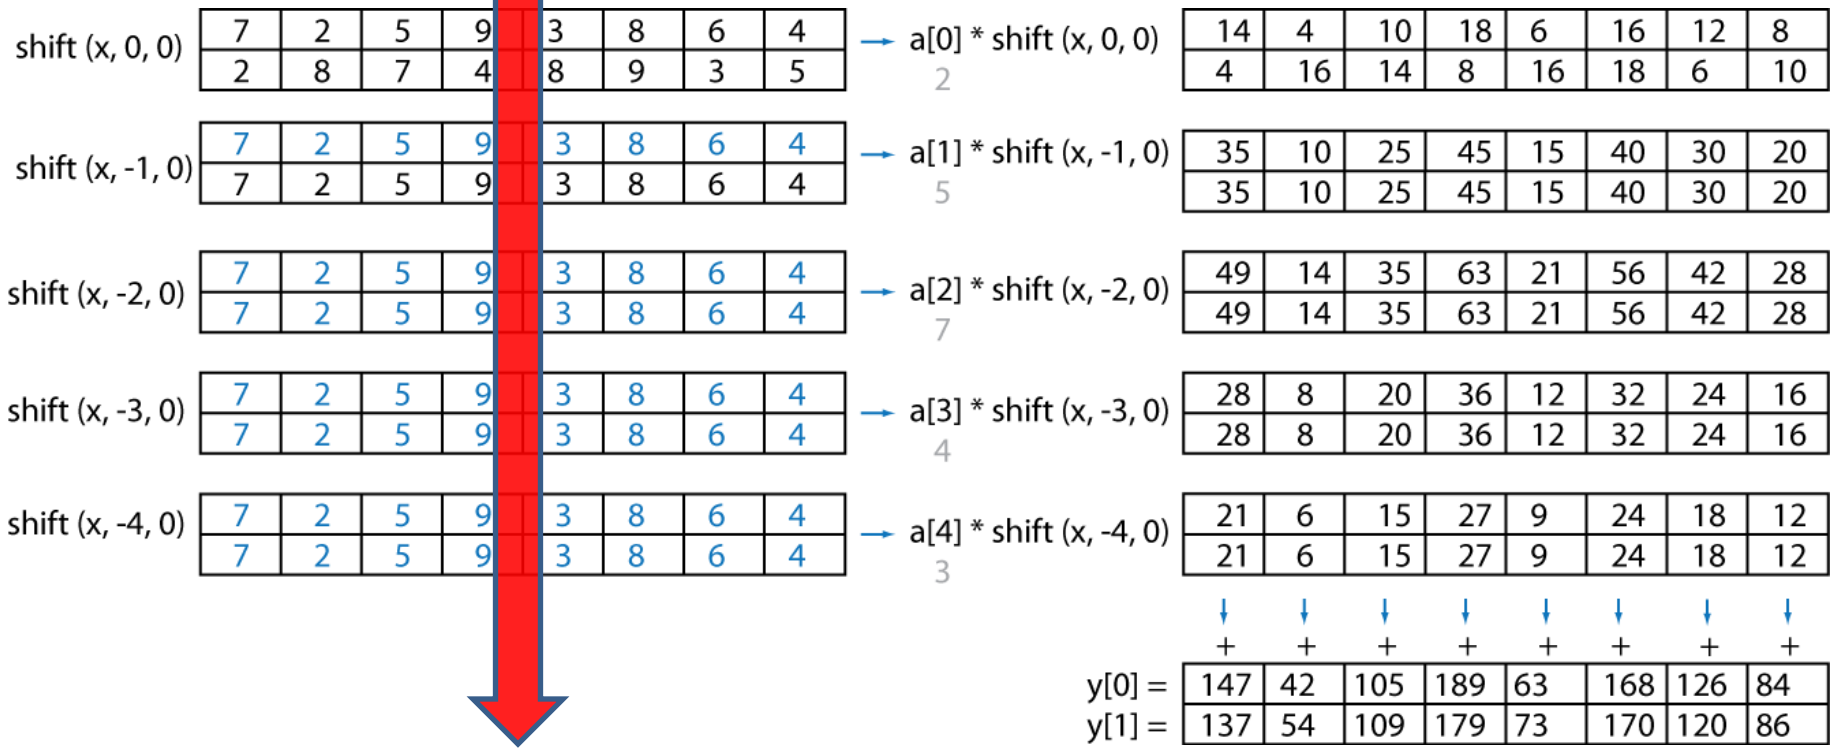 shift (x, 0, 0) 7 2 5 9 3 8 6 4 → a[0] * shift (x, 0, 0) 14 4 10 18 6 16 12 8
2 8 7 4 8 9 3 5 2 4 16 14 8 16 18 6 10
shift (x, -1, 0) 7 2 5 9 3 8 6 4 → a[1] * shift (x, -1, 0) 35 10 25 45 15 40 30 20
7 2 5 9 3 8 6 4 5 35 10 25 45 15 40 30 20
shift (x, -2, 0) 7 2 5 9 3 8 6 4 → a[2] * shift (x, -2, 0) 49 14 35 63 21 56 42 28
7 2 5 9 3 8 6 4 7 49 14 35 63 21 56 42 28
shift (x, -3, 0) 7 2 5 9 3 8 6 4 → a[3] * shift (x, -3, 0) 28 8 20 36 12 32 24 16
7 2 5 9 3 8 6 4 4 28 8 20 36 12 32 24 16
shift (x, -4, 0) 7 2 5 9 3 8 6 4 → a[4] * shift (x, -4, 0) 21 6 15 27 9 24 18 12
7 2 5 9 3 8 6 4 3 21 6 15 27 9 24 18 12
+ + + + + + + +
y[0] = 147 42 105 189 63 168 126 84
y[1] = 137 54 109 179 73 170 120 86